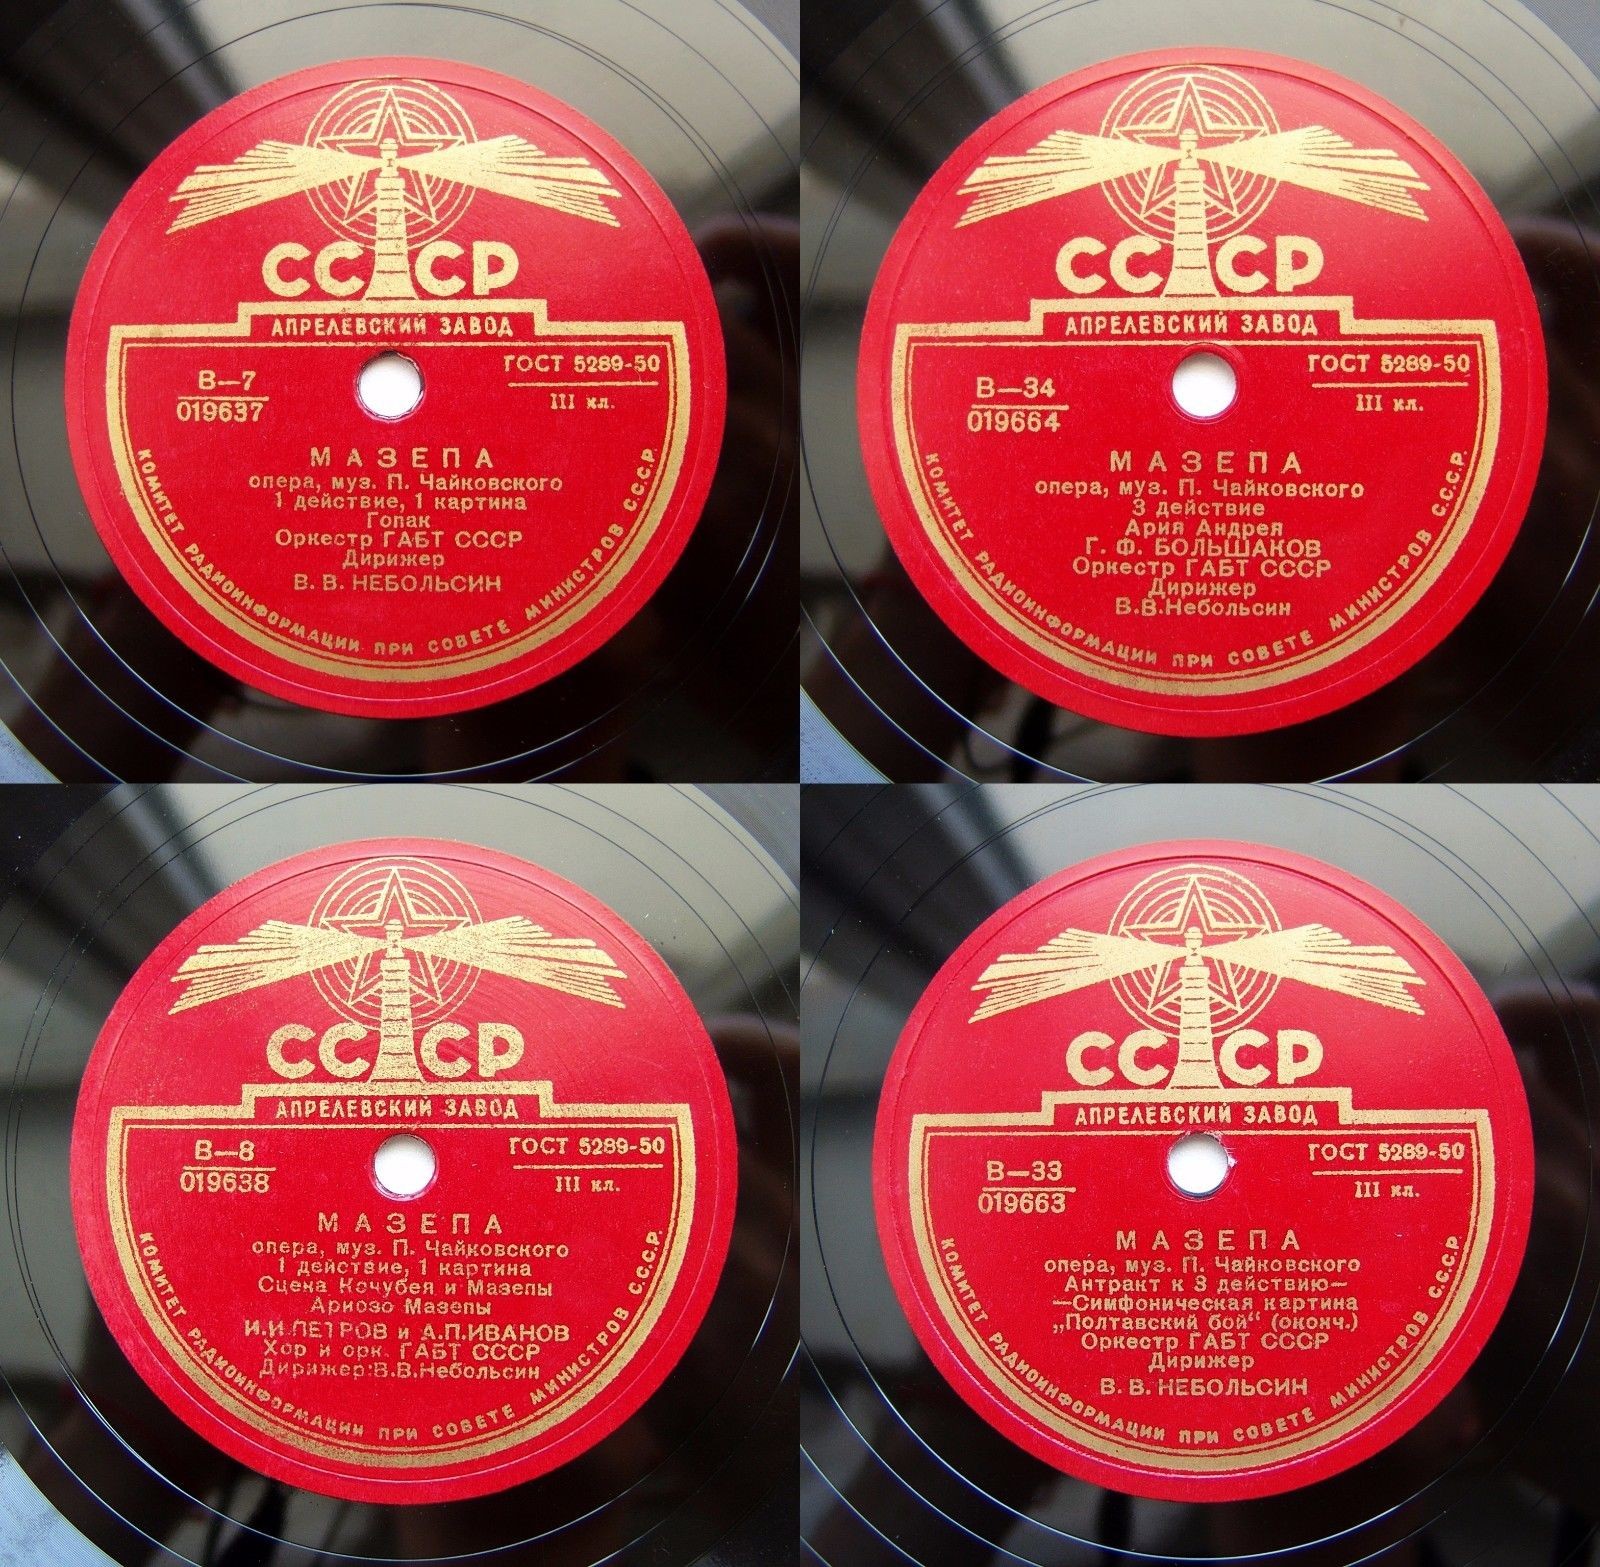 СССР
АПРЕЛЕВСКИЙ ЗАВОД
В—7
019637
ГОСТ 5289-50
III кл.
МАЗЕПА
опера, муз. П. Чайковского
1 действие, 1 картина
Гопак
Оркестр ГАБТ СССР
Дирижер
В. В. НЕБОЛЬСИН
КОМИТЕТ РАДИОИНФОРМАЦИИ ПРИ СОВЕТЕ МИНИСТРОВ С.С.С.Р.
СССР
АПРЕЛЕВСКИЙ ЗАВОД
В—34
019664
ГОСТ 5289-50
III кл.
МАЗЕПА
опера, муз. П. Чайковского
3 действие
Ария Андрея
Г. Ф. БОЛЬШАКОВ
Оркестр ГАБТ СССР
Дирижер
В.В.Небольсин
КОМИТЕТ РАДИОИНФОРМАЦИИ ПРИ СОВЕТЕ МИНИСТРОВ С.С.С.Р.
СССР
АПРЕЛЕВСКИЙ ЗАВОД
В—8
019638
ГОСТ 5289-50
III кл.
МАЗЕПА
опера, муз. П. Чайковского
1 действие, 1 картина
Сцена Кочубея и Мазепы
Ариозо Мазепы
И.И.ПЕТРОВ и А.П.ИВАНОВ
Хор и орк. ГАБТ СССР
Дирижер:В.В.Небольсин
КОМИТЕТ РАДИОИНФОРМАЦИИ ПРИ СОВЕТЕ МИНИСТРОВ С.С.С.Р.
СССР
АПРЕЛЕВСКИЙ ЗАВОД
В—33
019663
ГОСТ 5289-50
III кл.
МАЗЕПА
опера, муз. П. Чайковского
Антракт к 3 действию—
—Симфоническая картина
„Полтавский бой“ (оконч.)
Оркестр ГАБТ СССР
Дирижер
В. В. НЕБОЛЬСИН
КОМИТЕТ РАДИОИНФОРМАЦИИ ПРИ СОВЕТЕ МИНИСТРОВ С.С.С.Р.